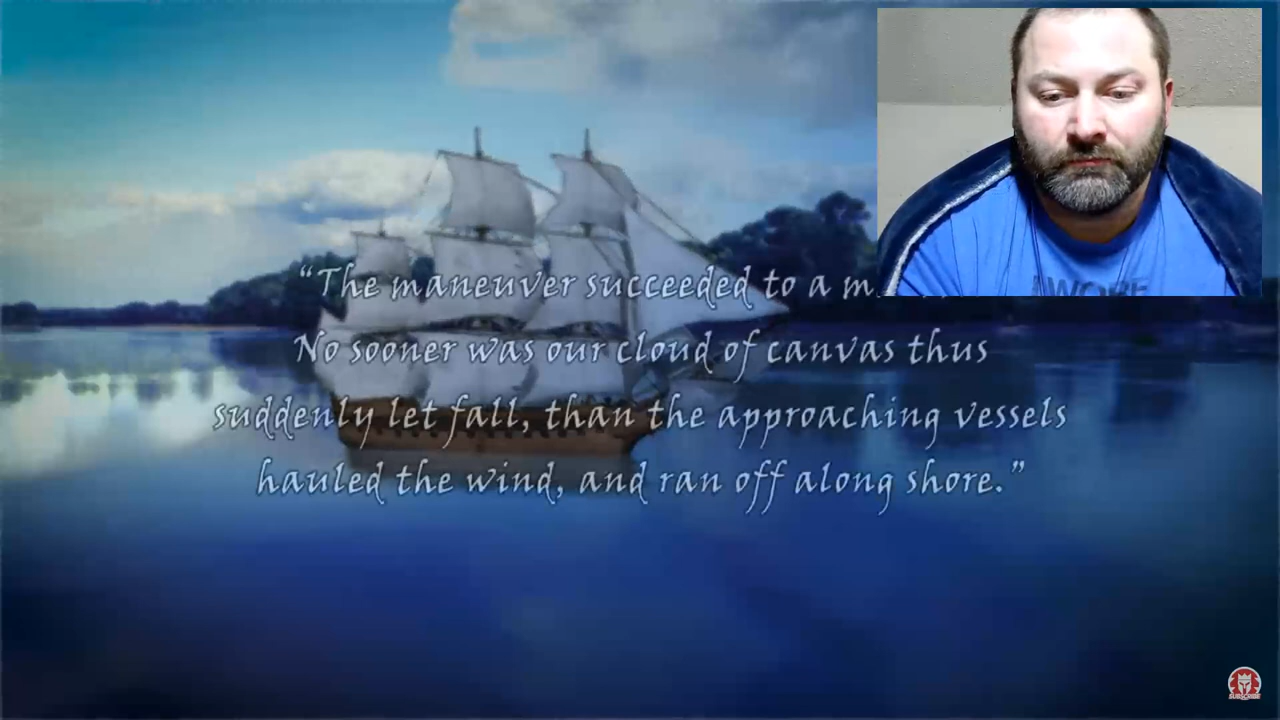 “The maneuver succeeded to a
No sooner was our cloud of canvas thus
suddenly let fall, than the approaching vessels
hauled the wind, and ran off along shore.”
SUBSCRIBE